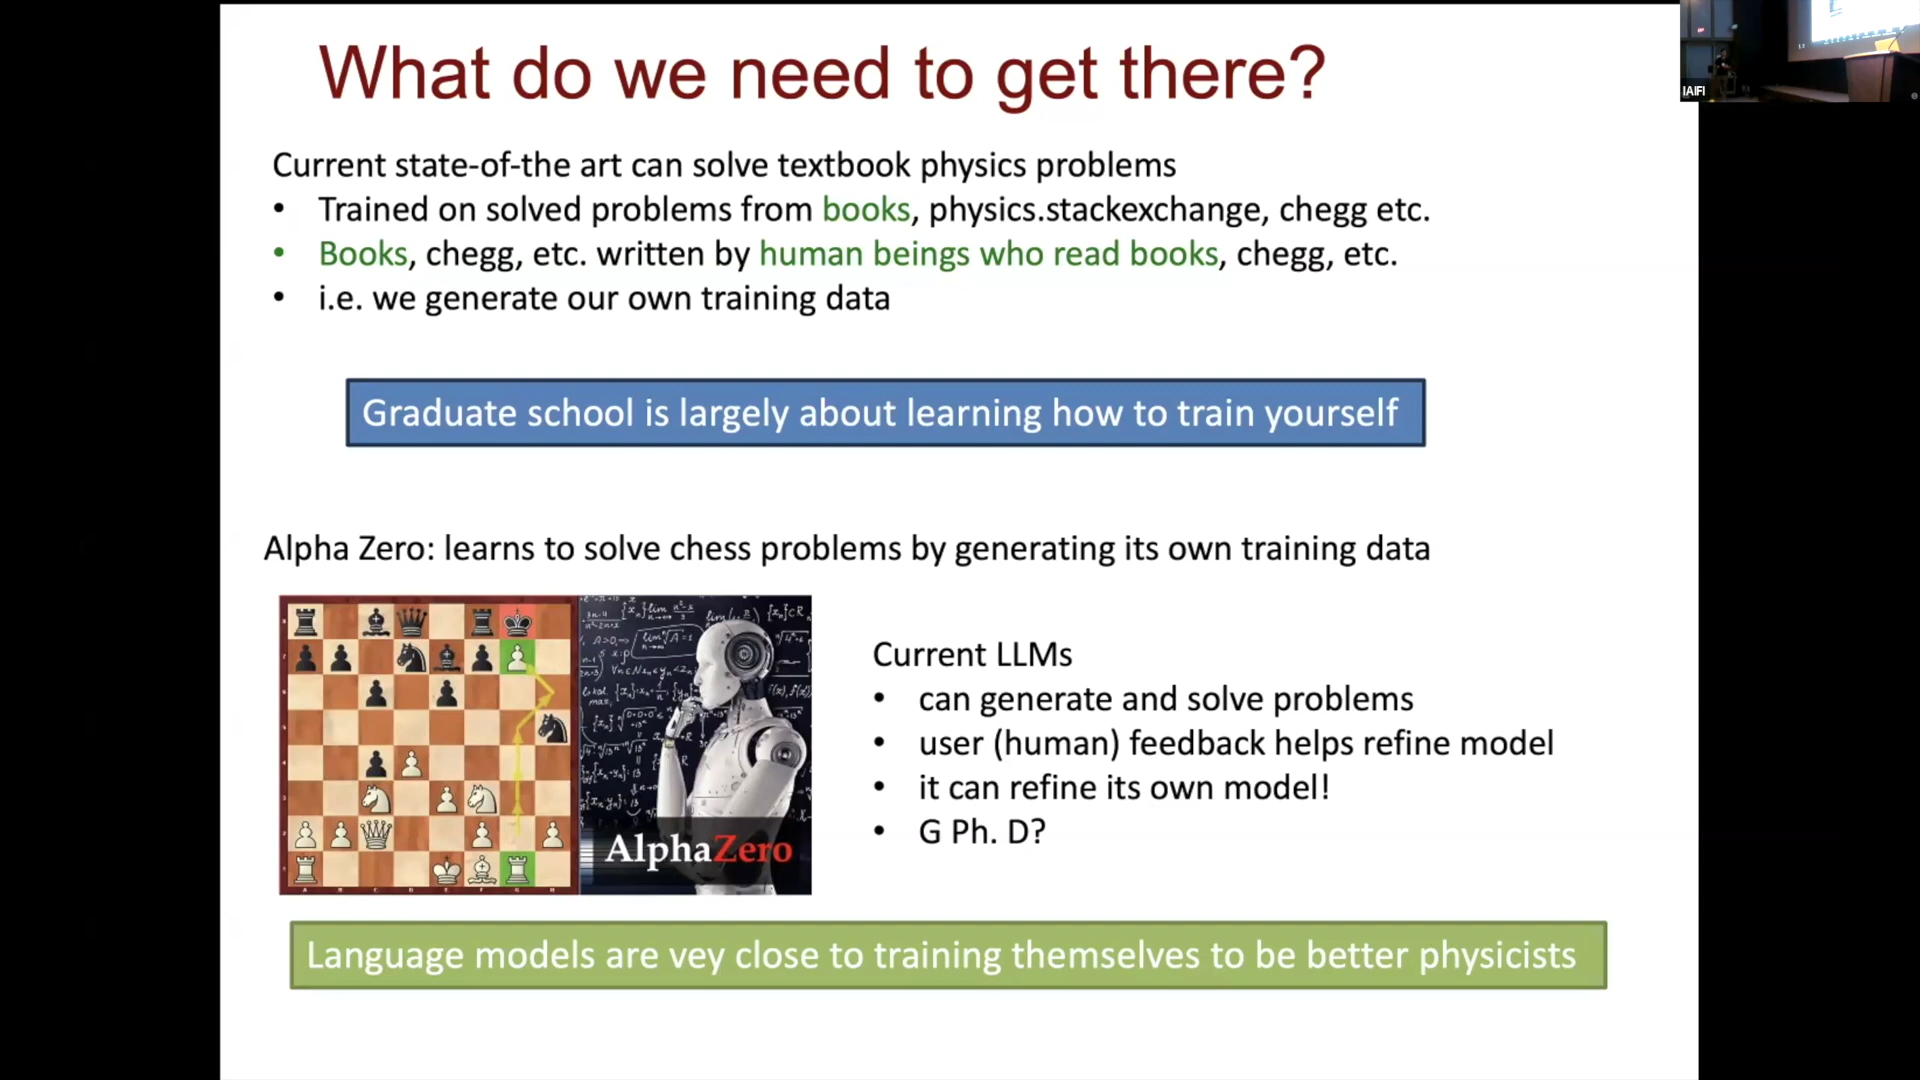 What do we need to get there?
IAIFI
Current state-of-the art can solve textbook physics problems
• Trained on solved problems from books, physics.stackexchange, chegg etc.
• Books, chegg, etc. written by human beings who read books, chegg, etc.
• i.e. we generate our own training data
Graduate school is largely about learning how to train yourself
Alpha Zero: learns to solve chess problems by generating its own training data
AlphaZero
Current LLMs
• can generate and solve problems
• user (human) feedback helps refine model
• it can refine its own model!
• G Ph. D?
Language models are vey close to training themselves to be better physicists